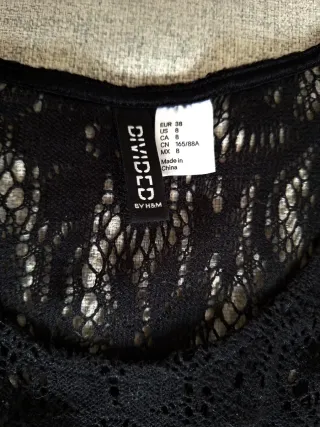 DIVIDED
BY H&M
EUR 38
US 8
CA 8
CN 165/88A
MX 8
Made in
China